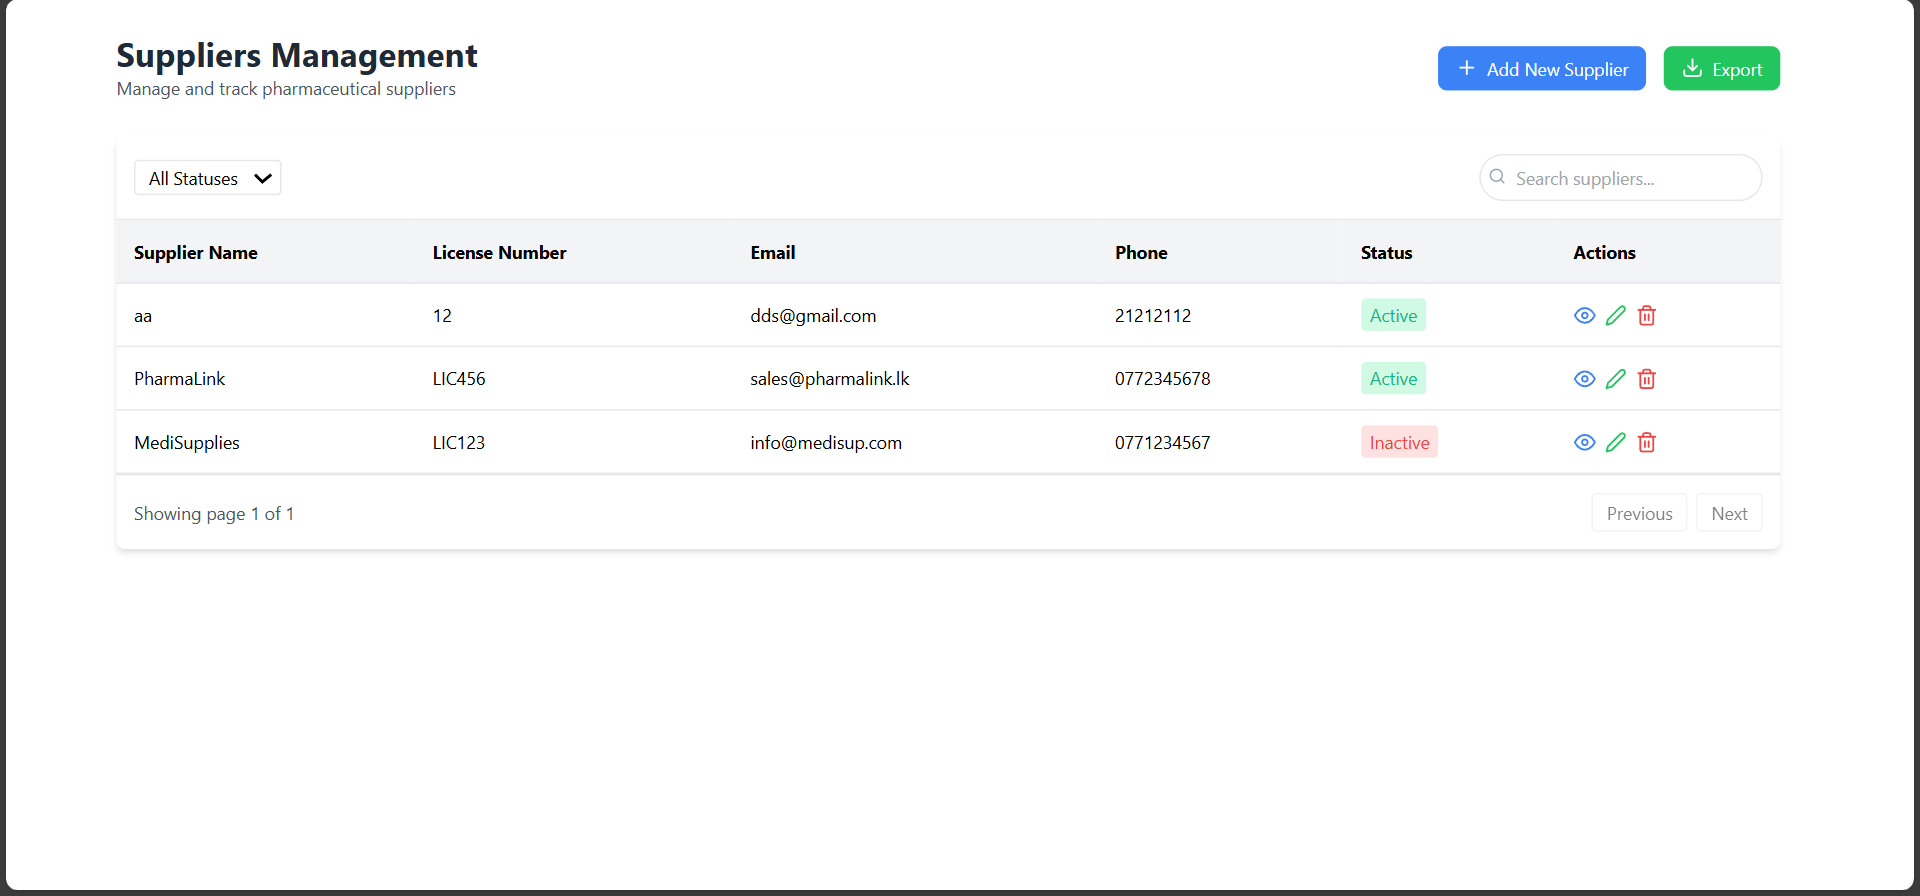 Suppliers Management
Manage and track pharmaceutical suppliers
Add New Supplier
Export
All Statuses
Search suppliers...
Supplier Name License Number Email Phone Status Actions
aa 12 dds@gmail.com 21212112 Active
PharmaLink LIC456 sales@pharmalink.lk 0772345678 Active
MediSupplies LIC123 info@medisup.com 0771234567 Inactive
Showing page 1 of 1
Previous
Next